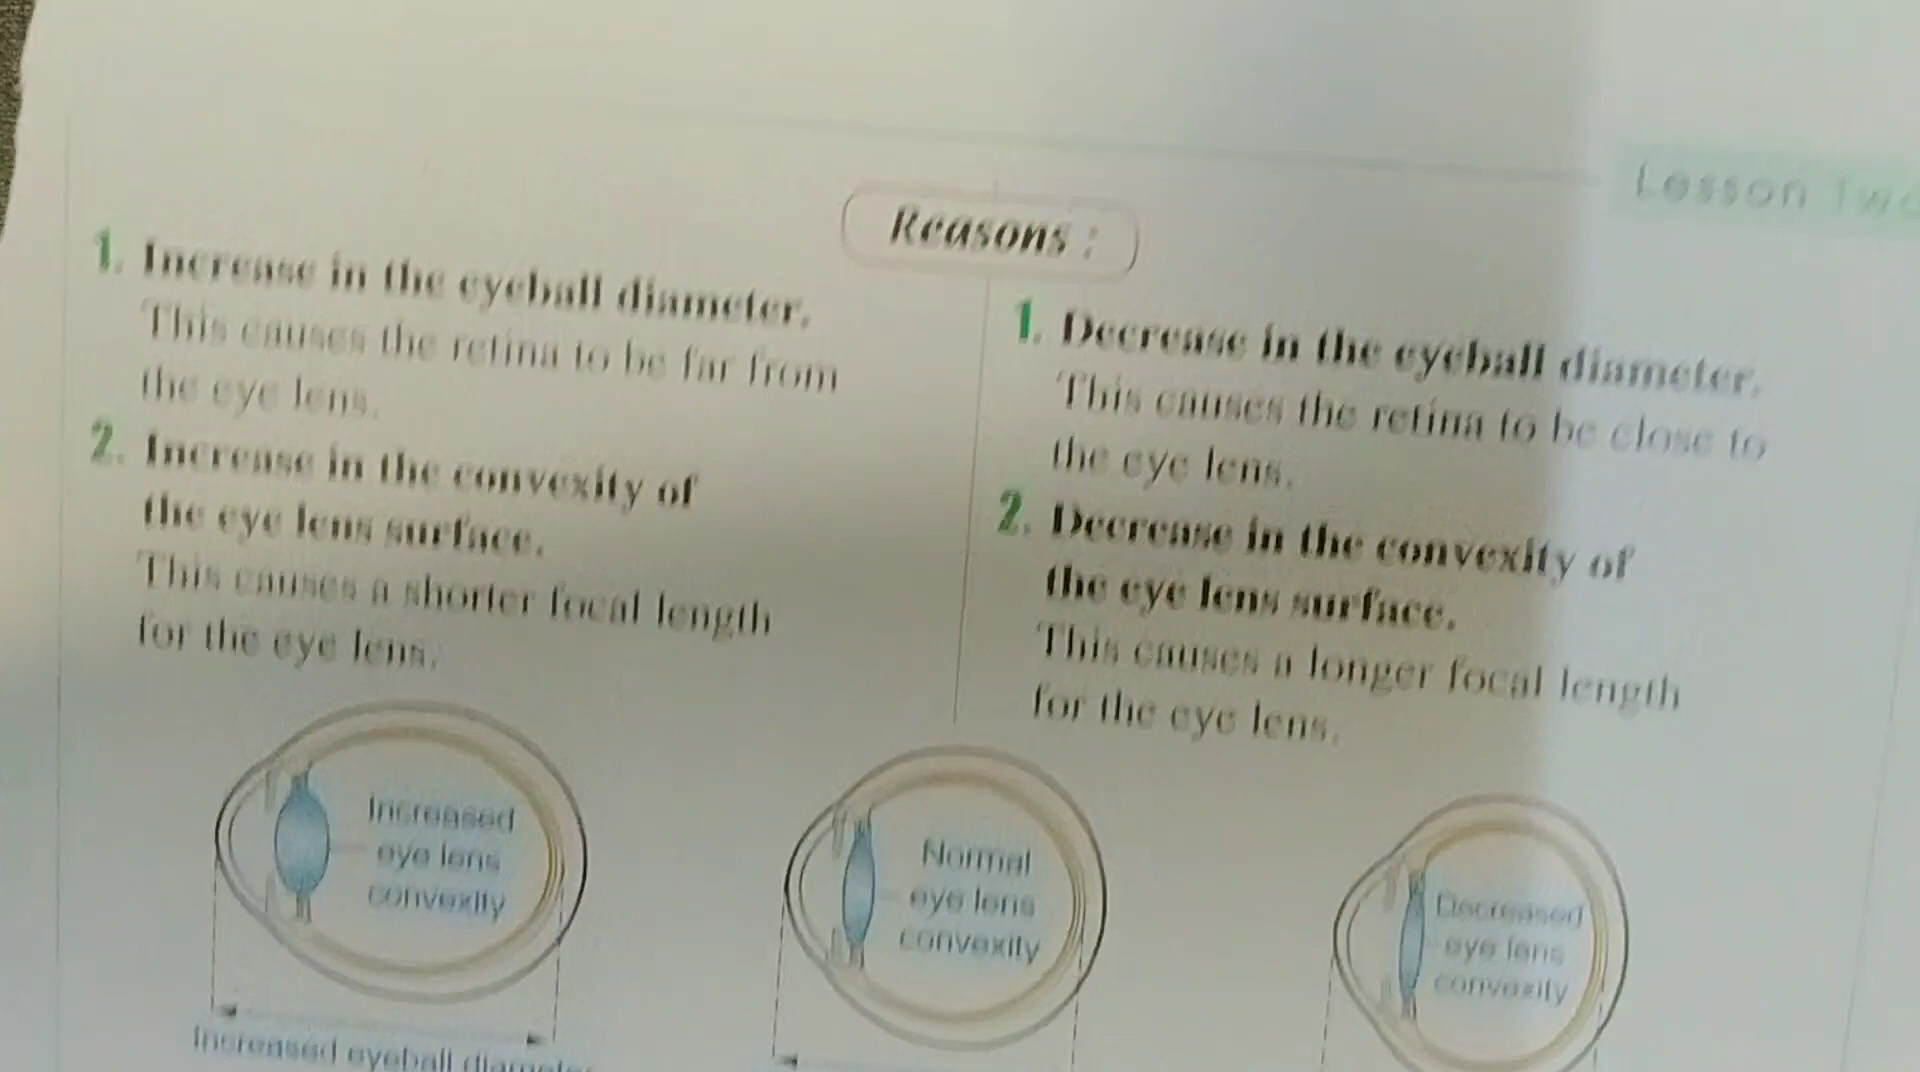 Lesson Two
Reasons :
1. Increase in the eyeball diameter.
This causes the retina to be far from
the eye lens.
2. Increase in the convexity of
the eye lens surface.
This causes a shorter focal length
for the eye lens.
1. Decrease in the eyeball diameter.
This causes the retina to be close to
the eye lens.
2. Decrease in the convexity of
the eye lens surface.
This causes a longer focal length
for the eye lens.
Increased
eye lens
convexity
Normal
eye lens
convexity
Decreased
eye lens
convexity
Increased eyeball diameter